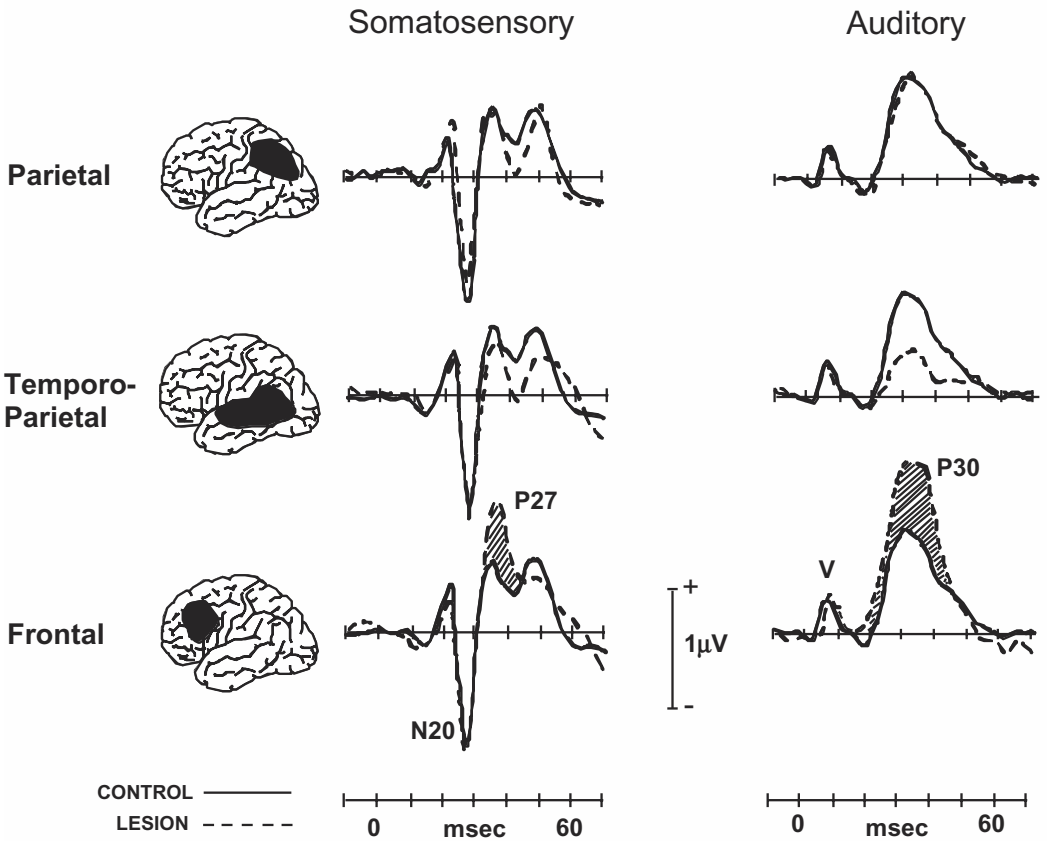 Somatosensory
Auditory
Parietal
Temporo-
Parietal
P27
P30
V
+
1μV
-
Frontal
N20
CONTROL
LESION
0 msec 60
0 msec 60